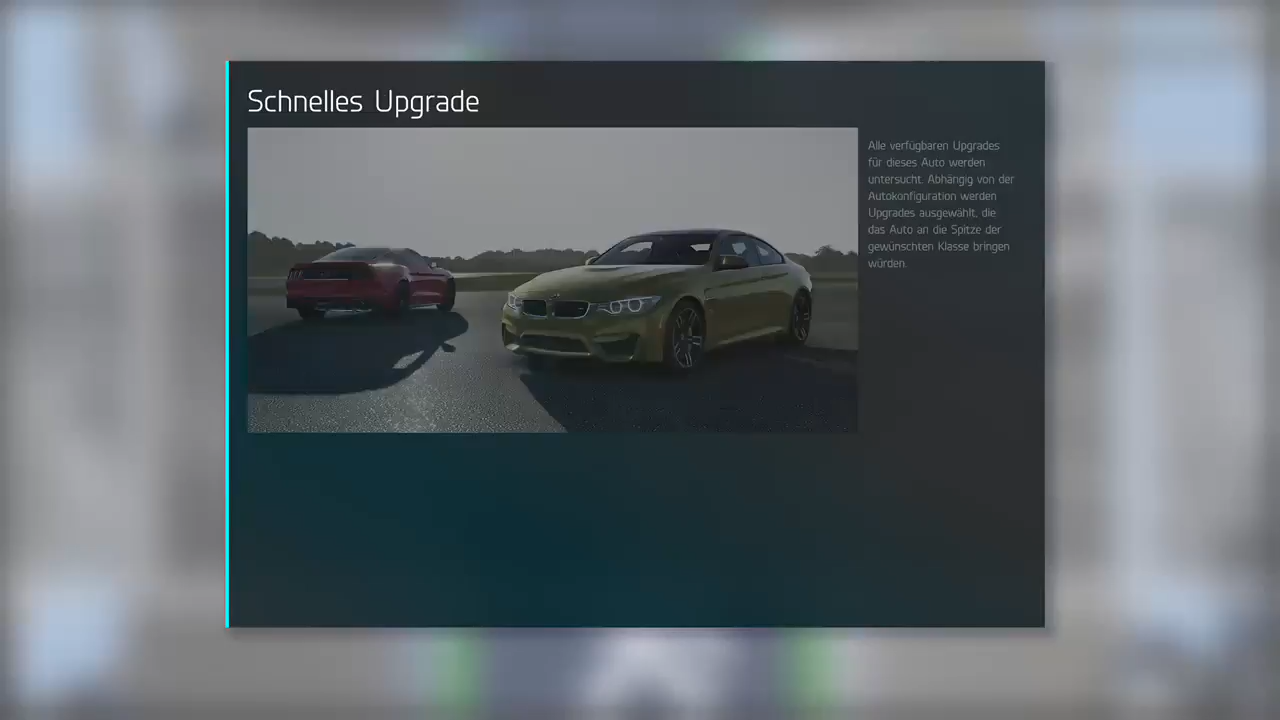 Schnelles Upgrade
Alle verfügbaren Upgrades
für dieses Auto werden
untersucht. Abhängig von der
Autokonfiguration werden
Upgrades ausgewählt, die
das Auto an die Spitze der
gewünschten Klasse bringen
würden.